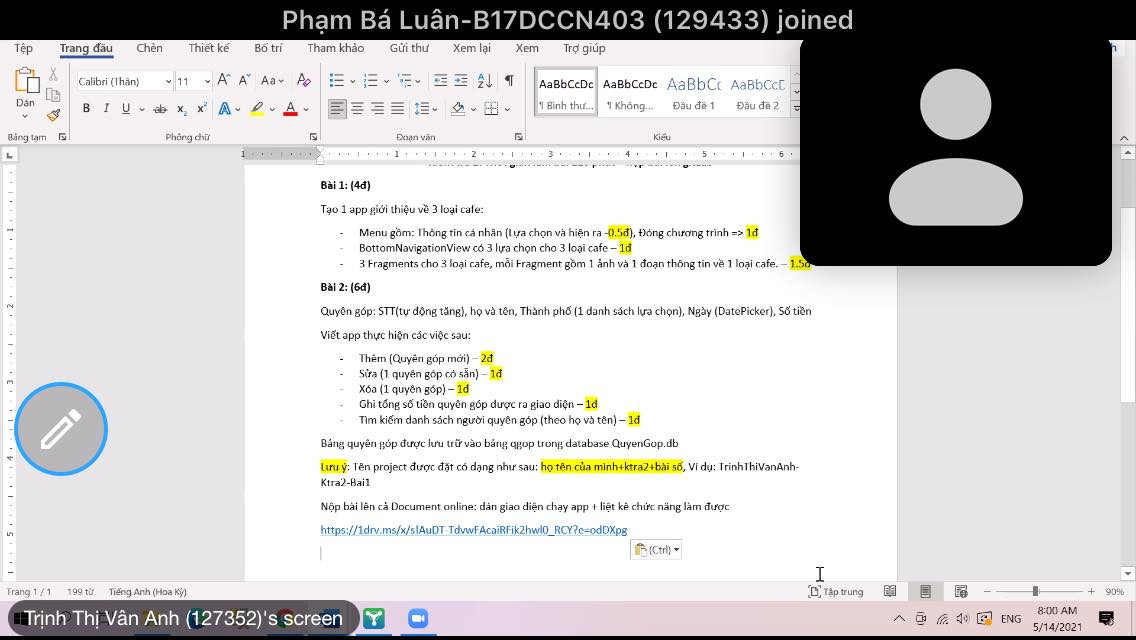 Phạm Bá Luân-B17DCCN403 (129433) joined
Tệp Trang đầu Chèn Thiết kế Bố trí Tham khảo Gửi thư Xem lại Xem Trợ giúp
Dán
Calibri (Thân) 11
AaBbCcDc AaBbCcDc AaBbCc AaBbCcD
¶ Bình thư... ¶ Không... Đầu đề 1 Đầu đề 2
Bảng tạm Phông chữ Đoạn văn Kiểu
Bài 1: (4đ)
Tạo 1 app giới thiệu về 3 loại cafe:
- Menu gồm: Thông tin cá nhân (Lựa chọn và hiện ra -0.5đ), Đóng chương trình => 1đ
- BottomNavigationView có 3 lựa chọn cho 3 loại cafe – 1đ
- 3 Fragments cho 3 loại cafe, mỗi Fragment gồm 1 ảnh và 1 đoạn thông tin về 1 loại cafe. – 1.5đ
Bài 2: (6đ)
Quyên góp: STT(tự động tăng), họ và tên, Thành phố (1 danh sách lựa chọn), Ngày (DatePicker), Số tiền
Viết app thực hiện các việc sau:
- Thêm (Quyên góp mới) – 2đ
- Sửa (1 quyên góp có sẵn) – 1đ
- Xóa (1 quyên góp) – 1đ
- Ghi tổng số tiền quyên góp được ra giao diện – 1đ
- Tìm kiếm danh sách người quyên góp (theo họ và tên) – 1đ
Bảng quyên góp được lưu trữ vào bảng qgop trong database QuyenGop.db
Lưu ý: Tên project được đặt có dạng như sau: họ tên của mình+ktra2+bài số, Ví dụ: TrinhThiVanAnh-
Ktra2-Bai1
Nộp bài lên cả Document online: dán giao diện chạy app + liệt kê chức năng làm được
https://1drv.ms/x/s!AuDT-TdvwFAcaiRFik2hwl0_RCY?e=odDXpg
(Ctrl)
Trang 1 / 1 199 từ Tiếng Anh (Hoa Kỳ) Tập trung 90%
Trịnh Thị Vân Anh (127352)'s screen
ENG
8:00 AM
5/14/2021